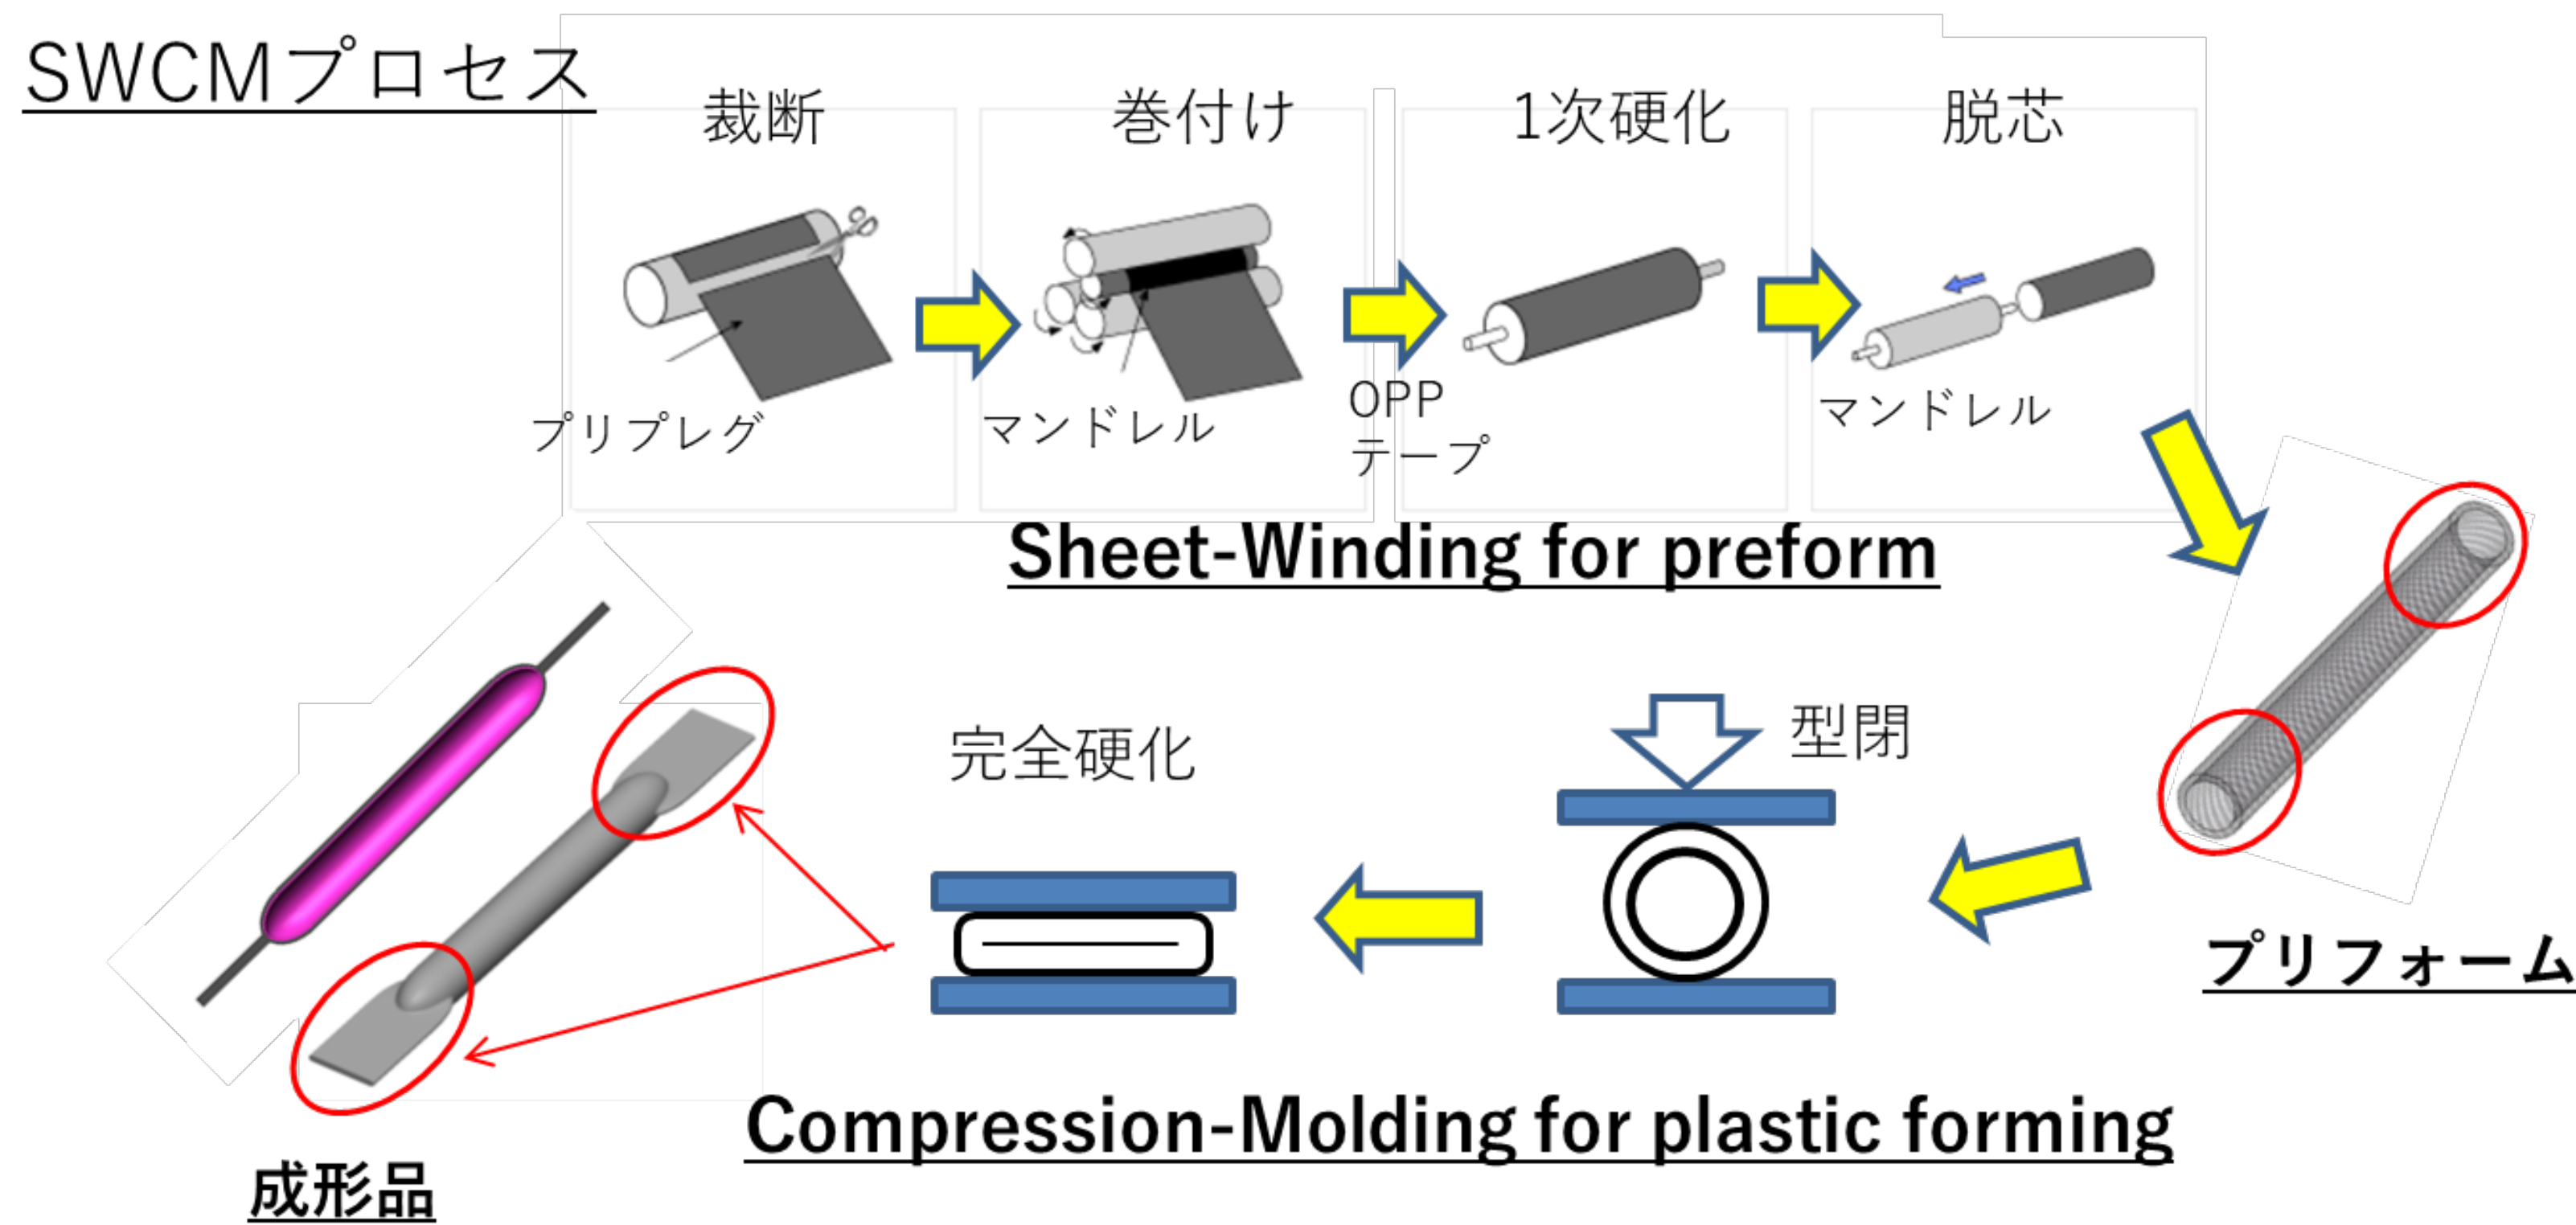 SWCMプロセス
裁断
巻付け
1次硬化
脱芯
プリプレグ
マンドレル
OPP
テープ
マンドレル
Sheet-Winding for preform
完全硬化
型閉
プリフォーム
Compression-Molding for plastic forming
成形品